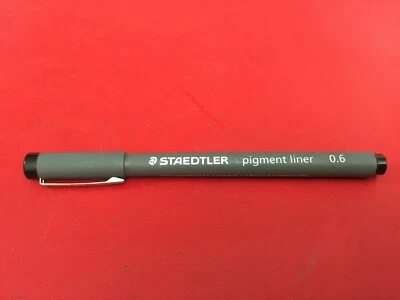 STAEDTLER pigment liner 0.6